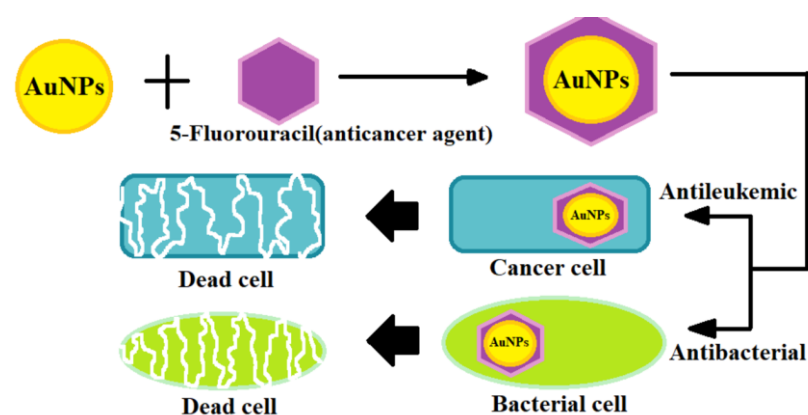 AuNPs
AuNPs
5-Fluorouracil(anticancer agent)
Antileukemic
AuNPs
Dead cell
Cancer cell
AuNPs
Antibacterial
Dead cell
Bacterial cell